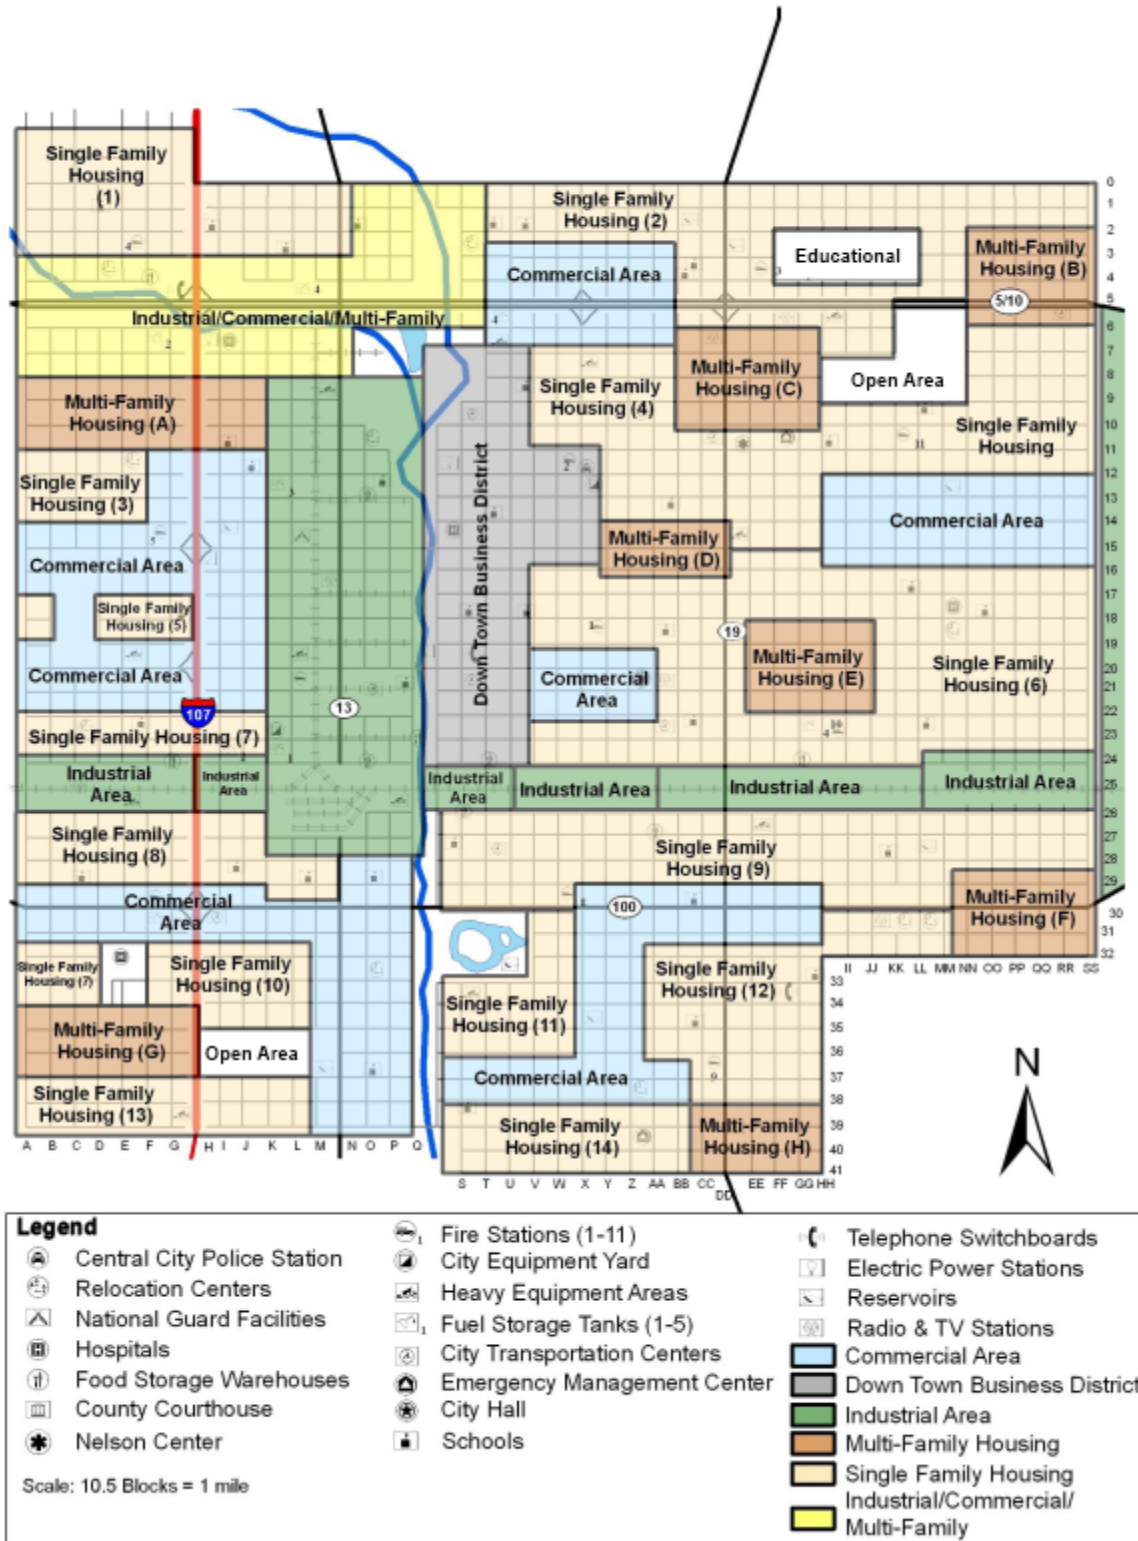 Single Family
Housing
(1)
Single Family
Housing (2)
Educational
Multi-Family
Housing (B)
Commercial Area
5/10
Industrial/Commercial/Multi-Family
Multi-Family
Housing (A)
Single Family
Housing (4)
Multi-Family
Housing (C)
Open Area
Single Family
Housing
Single Family
Housing (3)
Down Town Business District
Commercial Area
Commercial Area
Multi-Family
Housing (D)
Single Family
Housing (5)
19
Commercial Area
Commercial
Area
Multi-Family
Housing (E)
Single Family
Housing (6)
107
13
Single Family Housing (7)
Industrial
Area
Industrial
Area
Industrial
Area
Industrial Area
Industrial Area
Industrial Area
Single Family
Housing (8)
Single Family
Housing (9)
Commercial
Area
100
Multi-Family
Housing (F)
Single Family
Housing (7)
Single Family
Housing (10)
Single Family
Housing (11)
Single Family
Housing (12)
Multi-Family
Housing (G)
Open Area
Commercial Area
Single Family
Housing (13)
Single Family
Housing (14)
Multi-Family
Housing (H)
0
1
2
3
4
5
6
7
8
9
10
11
12
13
14
15
16
17
18
19
20
21
22
23
24
25
26
27
28
29
30
31
32
33
34
35
36
37
38
39
40
41
II JJ KK LL MM NN OO PP QQ RR SS
A B C D E F G H I J K L M N O P Q
S T U V W X Y Z AA BB CC DD EE FF GG HH
N
Legend
Central City Police Station
Relocation Centers
National Guard Facilities
Hospitals
Food Storage Warehouses
County Courthouse
Nelson Center
Scale: 10.5 Blocks = 1 mile
1 Fire Stations (1-11)
City Equipment Yard
Heavy Equipment Areas
1 Fuel Storage Tanks (1-5)
City Transportation Centers
Emergency Management Center
City Hall
Schools
Telephone Switchboards
Electric Power Stations
Reservoirs
Radio & TV Stations
Commercial Area
Down Town Business District
Industrial Area
Multi-Family Housing
Single Family Housing
Industrial/Commercial/
Multi-Family